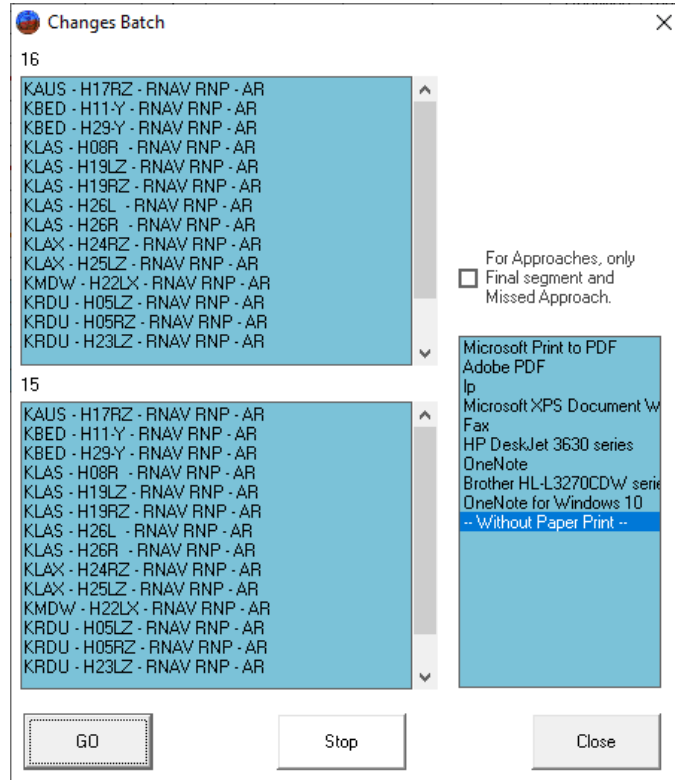 Changes Batch
16
KAUS - H17RZ - RNAV RNP - AR
KBED - H11-Y - RNAV RNP - AR
KBED - H29-Y - RNAV RNP - AR
KLAS - H08R - RNAV RNP - AR
KLAS - H19LZ - RNAV RNP - AR
KLAS - H19RZ - RNAV RNP - AR
KLAS - H26L - RNAV RNP - AR
KLAS - H26R - RNAV RNP - AR
KLAX - H24RZ - RNAV RNP - AR
KLAX - H25LZ - RNAV RNP - AR
KMDW - H22LX - RNAV RNP - AR
KRDU - H05LZ - RNAV RNP - AR
KRDU - H05RZ - RNAV RNP - AR
KRDU - H23LZ - RNAV RNP - AR
15
KAUS - H17RZ - RNAV RNP - AR
KBED - H11-Y - RNAV RNP - AR
KBED - H29-Y - RNAV RNP - AR
KLAS - H08R - RNAV RNP - AR
KLAS - H19LZ - RNAV RNP - AR
KLAS - H19RZ - RNAV RNP - AR
KLAS - H26L - RNAV RNP - AR
KLAS - H26R - RNAV RNP - AR
KLAX - H24RZ - RNAV RNP - AR
KLAX - H25LZ - RNAV RNP - AR
KMDW - H22LX - RNAV RNP - AR
KRDU - H05LZ - RNAV RNP - AR
KRDU - H05RZ - RNAV RNP - AR
KRDU - H23LZ - RNAV RNP - AR
For Approaches, only
Final segment and
Missed Approach.
Microsoft Print to PDF
Adobe PDF
lp
Microsoft XPS Document W
Fax
HP DeskJet 3630 series
OneNote
Brother HL-L3270CDW serie
OneNote for Windows 10
-- Without Paper Print --
GO
Stop
Close